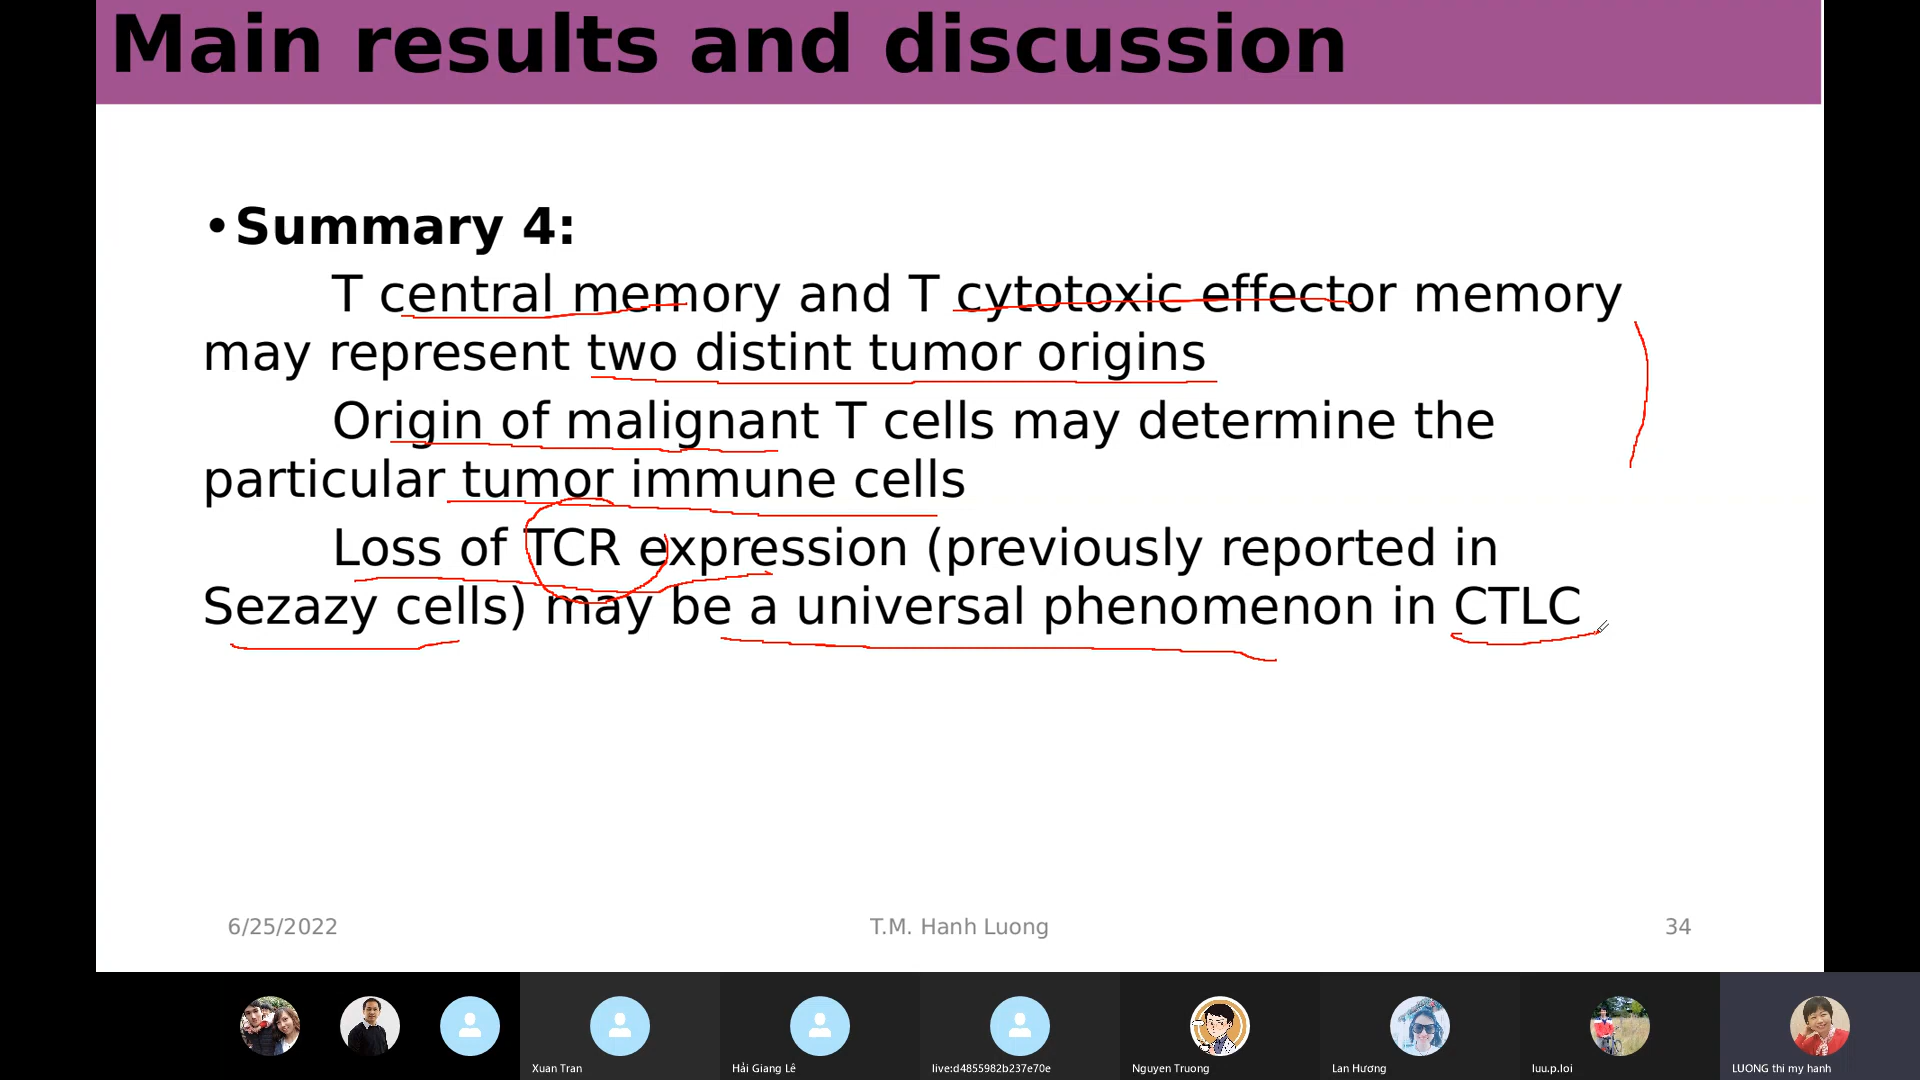 Main results and discussion
•Summary 4:
T central memory and T cytotoxic effector memory
may represent two distint tumor origins
Origin of malignant T cells may determine the
particular tumor immune cells
Loss of TCR expression (previously reported in
Sezazy cells) may be a universal phenomenon in CTLC
6/25/2022
T.M. Hanh Luong
34
Xuan Tran
Hải Giang Lê
live:d4855982b237e70e
Nguyen Truong
Lan Hương
luu.p.loi
LUONG thi my hanh